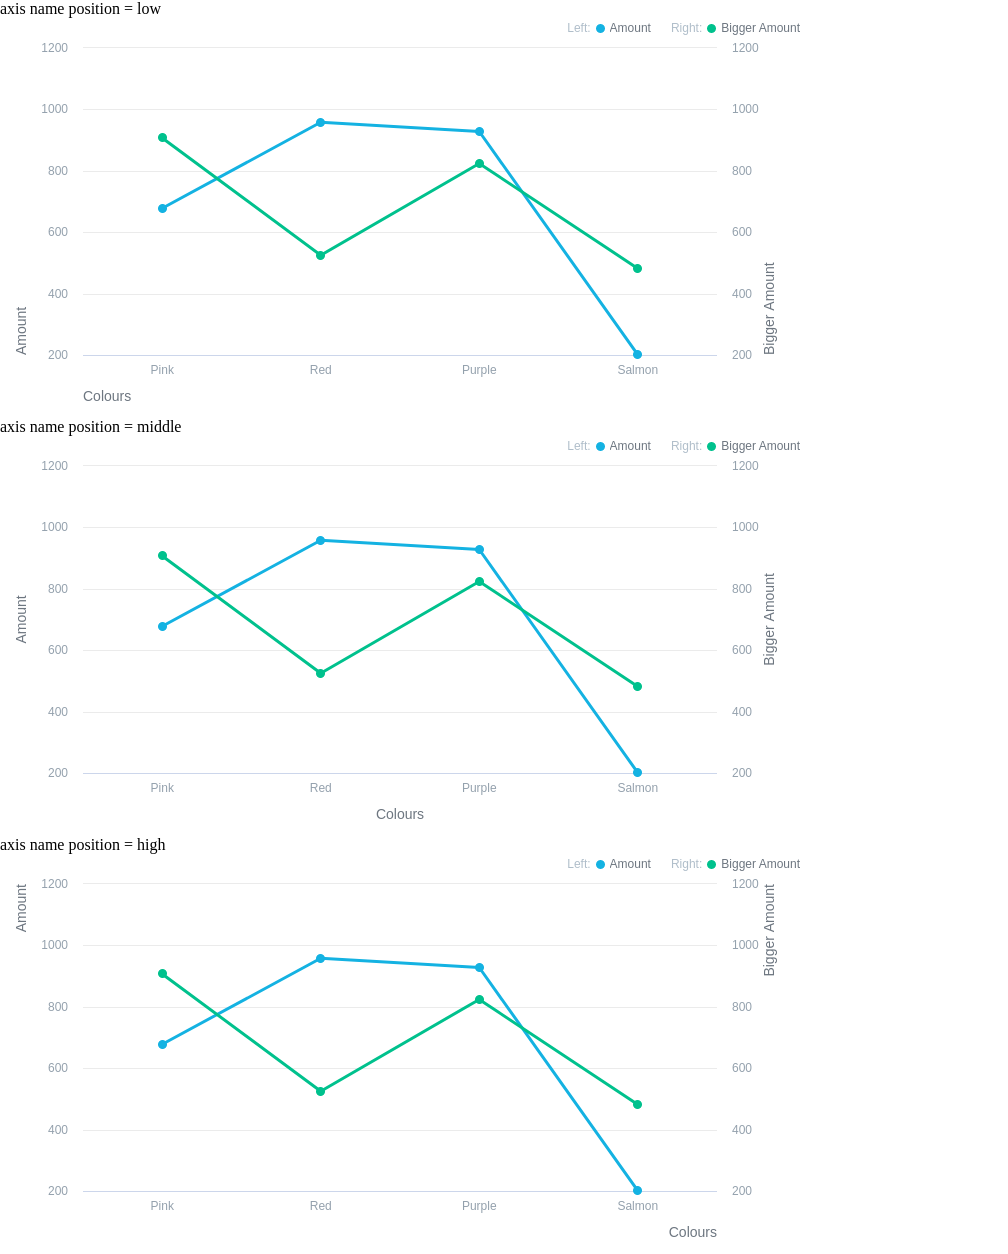 axis name position = low
Left: Amount Right: Bigger Amount
1200 1200
1000 1000
800 800
600 600
400 400
200 200
Amount
Bigger Amount
Pink Red Purple Salmon
Colours
axis name position = middle
Left: Amount Right: Bigger Amount
1200 1200
1000 1000
800 800
600 600
400 400
200 200
Amount
Bigger Amount
Pink Red Purple Salmon
Colours
axis name position = high
Left: Amount Right: Bigger Amount
1200 1200
1000 1000
800 800
600 600
400 400
200 200
Amount
Bigger Amount
Pink Red Purple Salmon
Colours